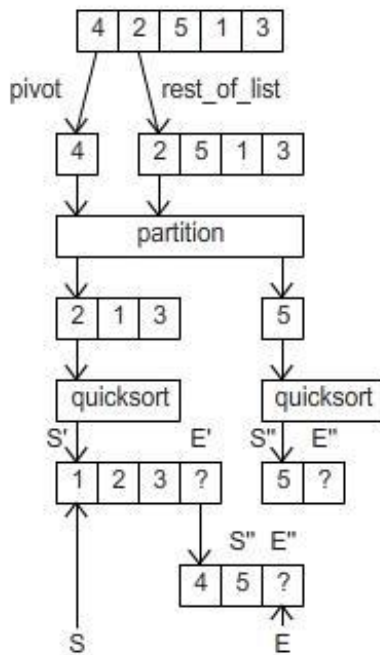 4 2 5 1 3
pivot rest_of_list
4 2 5 1 3
partition
2 1 3 5
quicksort quicksort
S' E' S" E"
1 2 3 ? 5 ?
S" E"
4 5 ?
S E